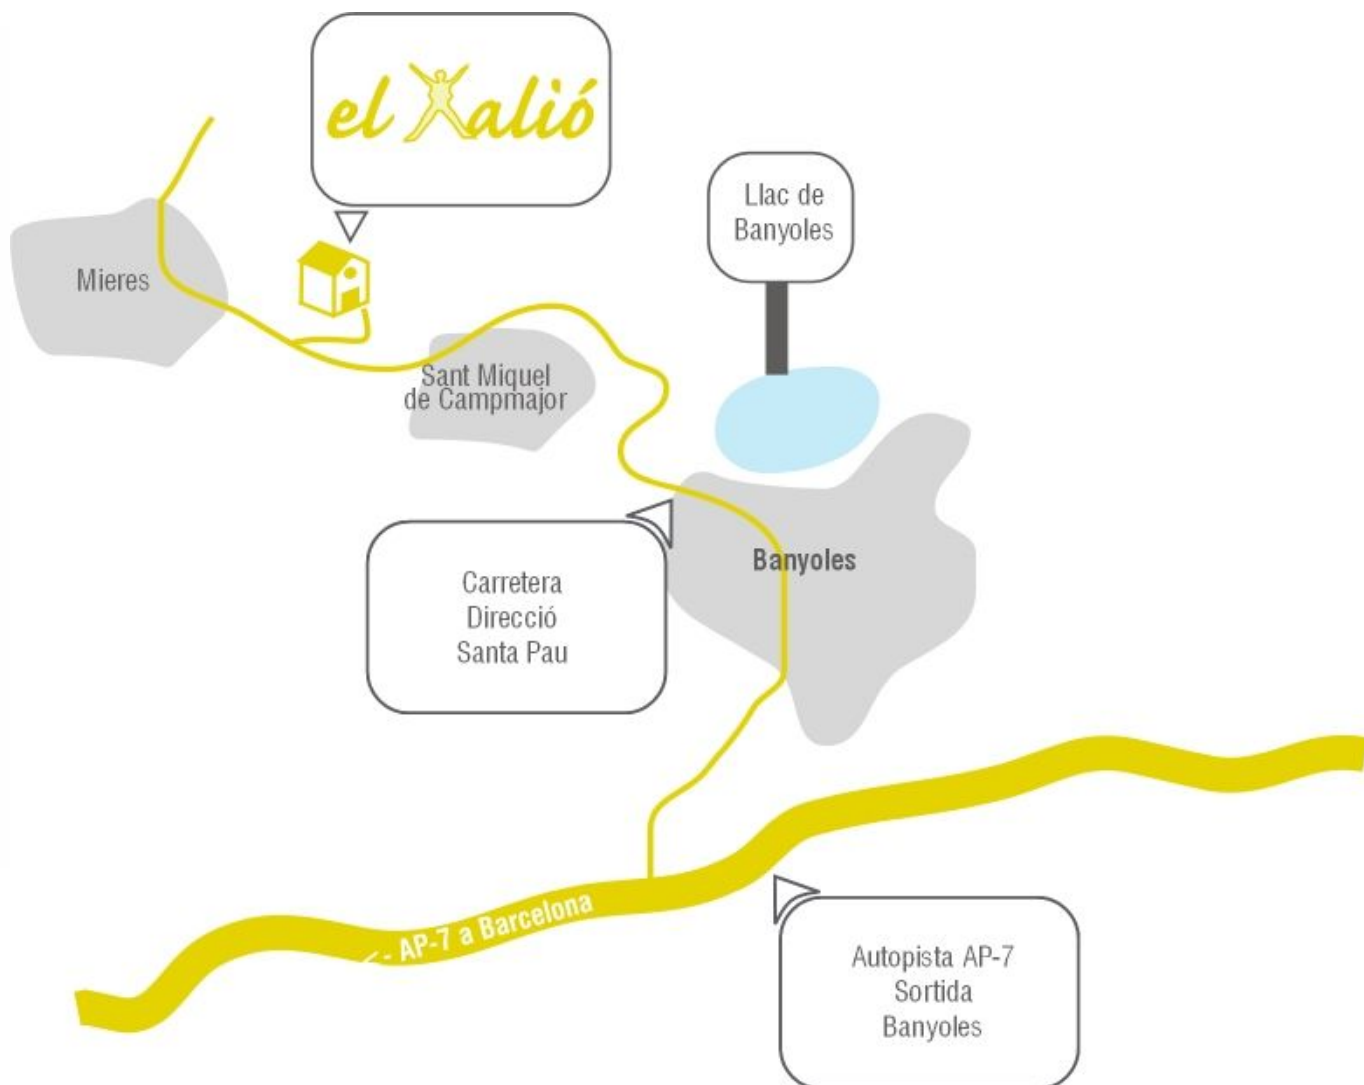 el Xalió
Llac de
Banyoles
Mieres
Sant Miquel
de Campmajor
Carretera
Direcció
Santa Pau
Banyoles
<- AP-7 a Barcelona
Autopista AP-7
Sortida
Banyoles